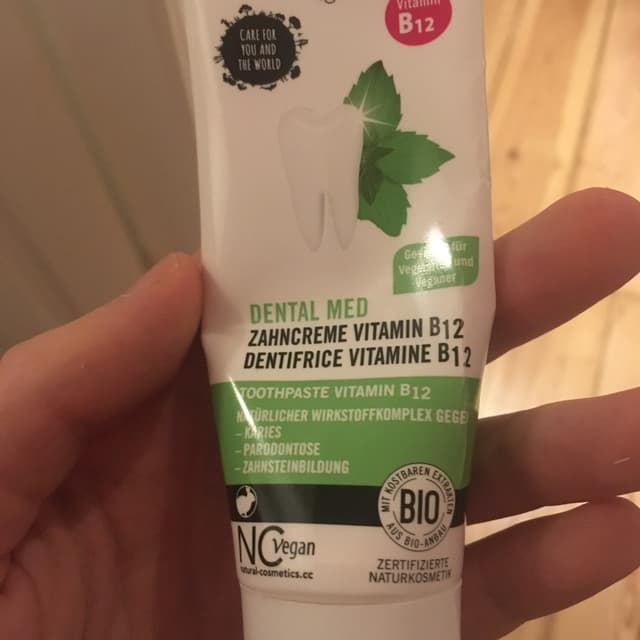 Vitamin
B12
CARE FOR
YOU AND
THE WORLD
Vegetarier und
Veganer
DENTAL MED
ZAHNCREME VITAMIN B12
DENTIFRICE VITAMINE B12
TOOTHPASTE VITAMIN B12
NATÜRLICHER WIRKSTOFFKOMPLEX GEGE
– KARIES
– PARODONTOSE
– ZAHNSTEINBILDUNG
MIT KOSTBAREN EXTRAKTEN
BIO
AUS BIO-ANBAU
NC Vegan
natural-cosmetics.cc
ZERTIFIZIERTE
NATURKOSMETIK